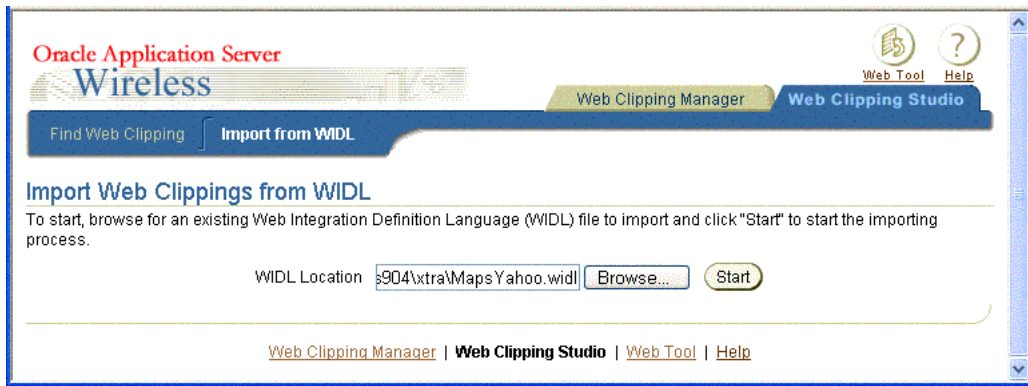 Oracle Application Server
Wireless
Web Tool Help
Web Clipping Manager Web Clipping Studio
Find Web Clipping Import from WIDL
Import Web Clippings from WIDL
To start, browse for an existing Web Integration Definition Language (WIDL) file to import and click "Start" to start the importing
process.
WIDL Location s904\xtra\MapsYahoo.widl Browse... Start
Web Clipping Manager | Web Clipping Studio | Web Tool | Help